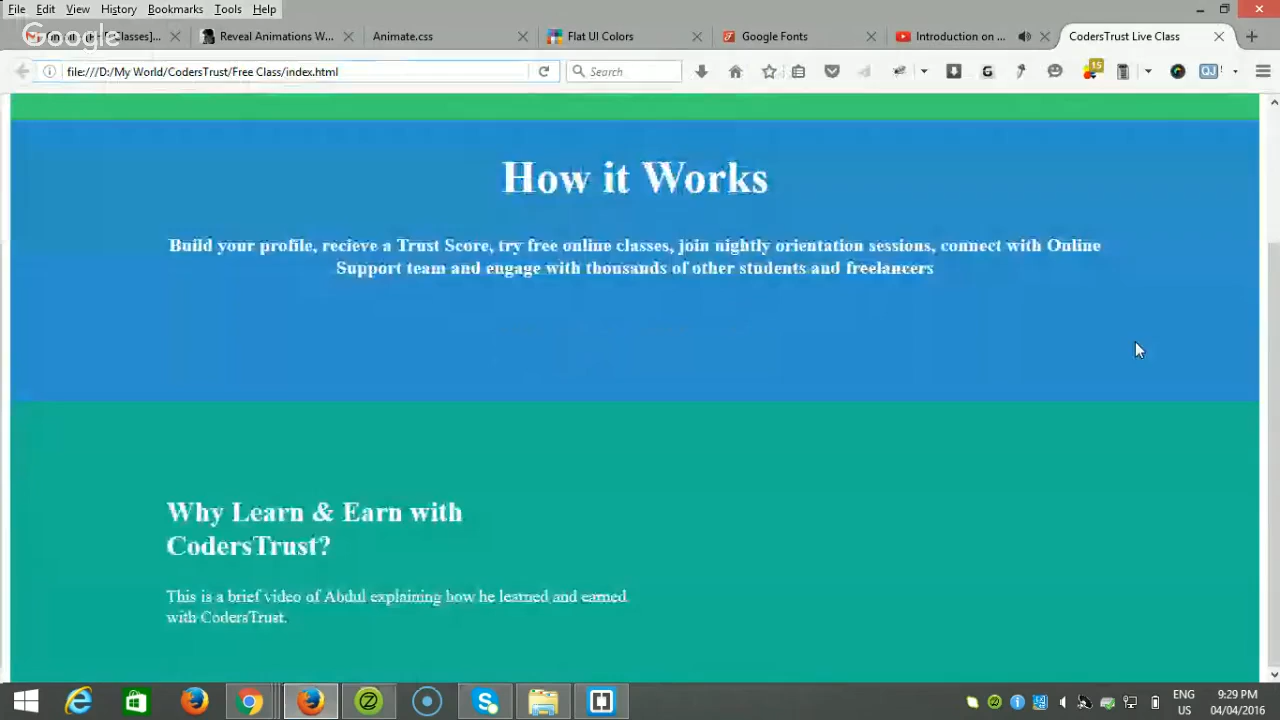 File Edit View History Bookmarks Tools Help
Google
Classes]... Reveal Animations W... Animate.css Flat UI Colors Google Fonts Introduction on ... CodersTrust Live Class
file:///D:/My World/CodersTrust/Free Class/index.html Search 15 G QJ
How it Works
Build your profile, recieve a Trust Score, try free online classes, join nightly orientation sessions, connect with Online
Support team and engage with thousands of other students and freelancers
Why Learn & Earn with
CodersTrust?
This is a brief video of Abdul explaining how he learned and earned
with CodersTrust.
ENG 9:29 PM
US 04/04/2016